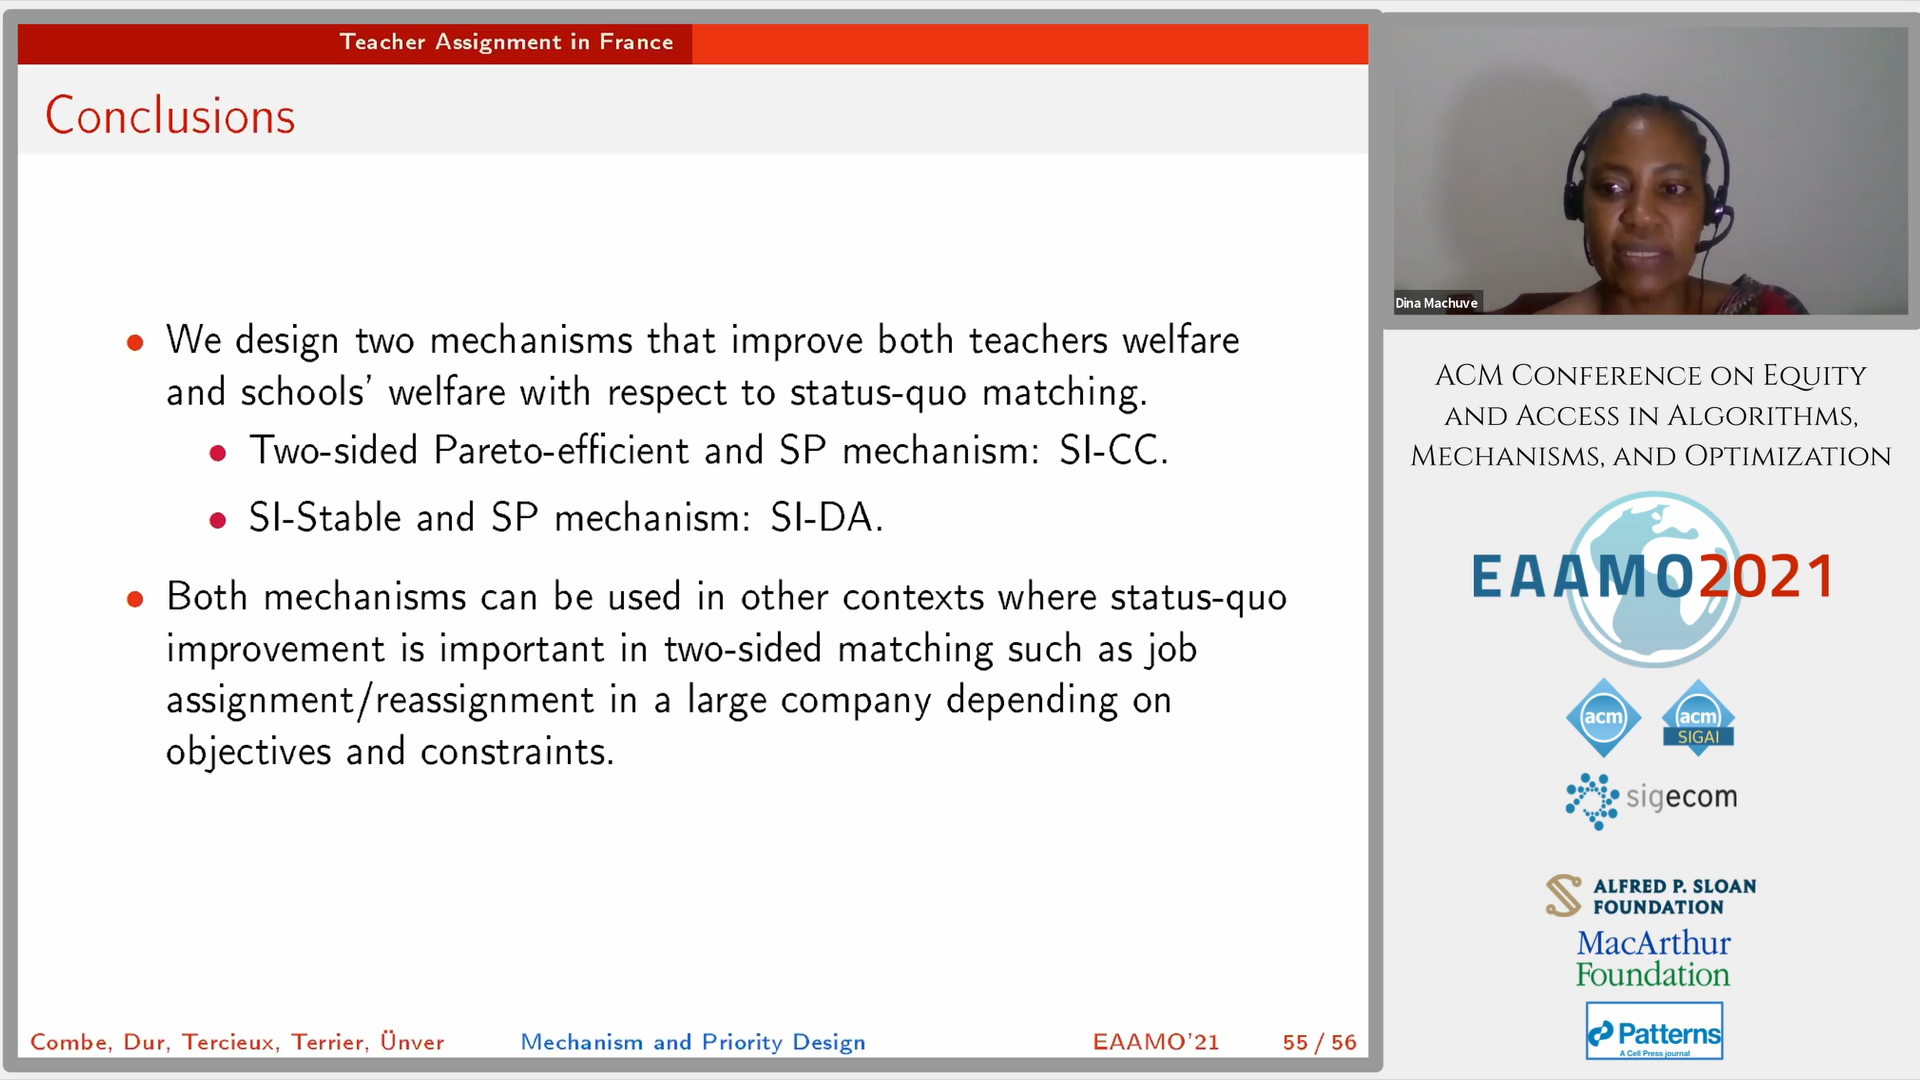 Teacher Assignment in France
Conclusions
• We design two mechanisms that improve both teachers welfare
and schools' welfare with respect to status-quo matching.
• Two-sided Pareto-efficient and SP mechanism: SI-CC.
• SI-Stable and SP mechanism: SI-DA.
• Both mechanisms can be used in other contexts where status-quo
improvement is important in two-sided matching such as job
assignment/reassignment in a large company depending on
objectives and constraints.
Combe, Dur, Tercieux, Terrier, Ünver Mechanism and Priority Design EAAMO'21 55 / 56
Dina Machuve
ACM Conference on Equity
and Access in Algorithms,
Mechanisms, and Optimization
EAAMO2021
acm acm
SIGAI
sigecom
ALFRED P. SLOAN
FOUNDATION
MacArthur
Foundation
Patterns
A Cell Press journal